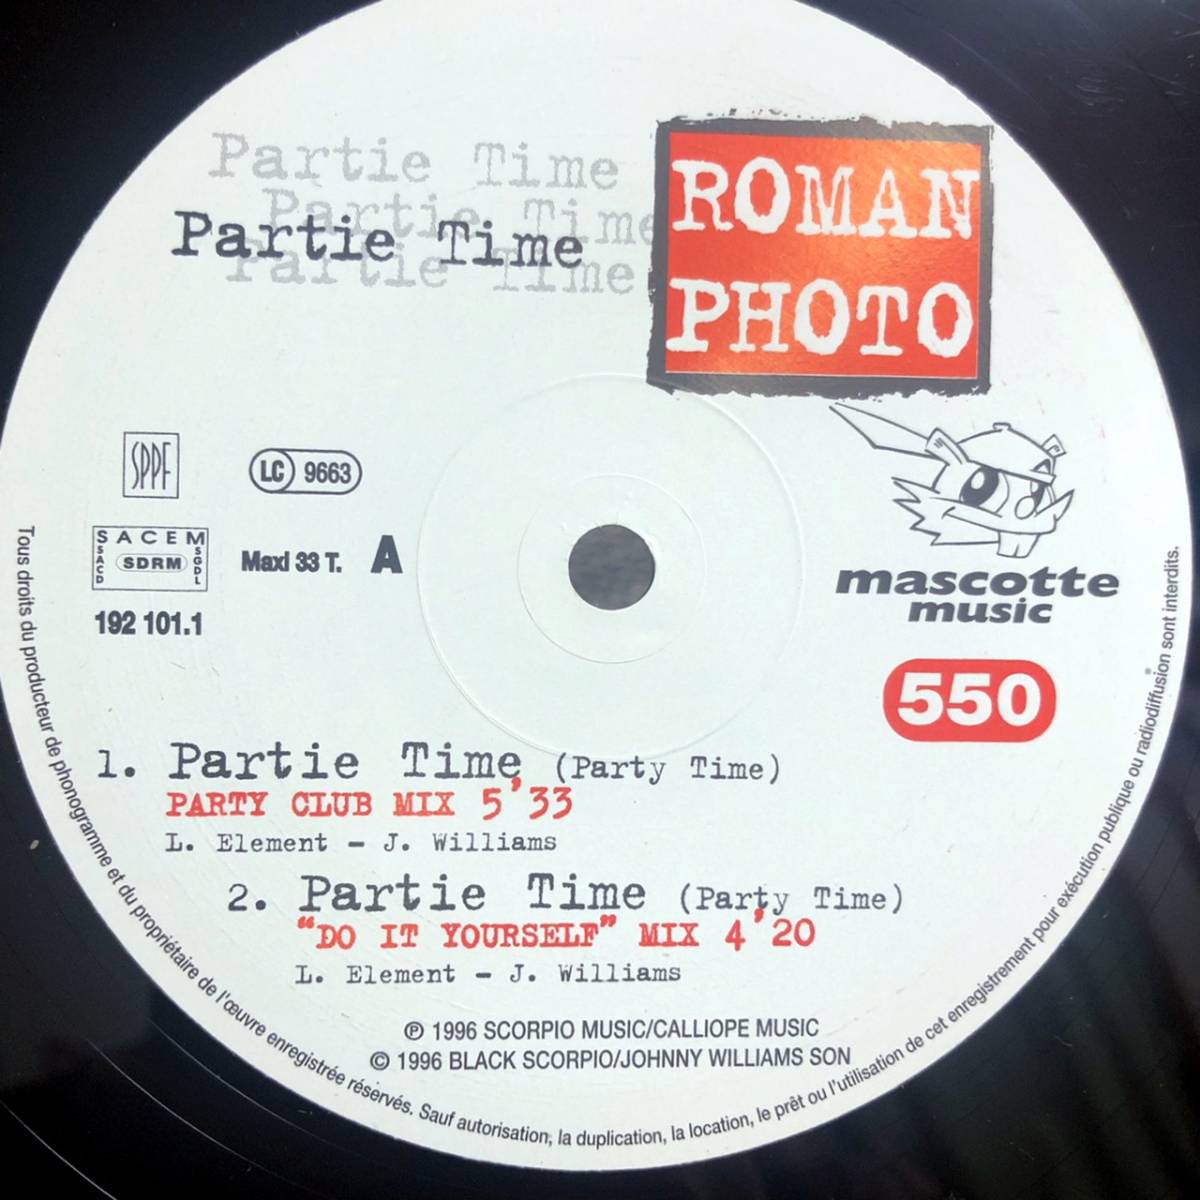 Partie Time
Partie Time
Partie Time
Partie Time
ROMAN
PHOTO
SPPF
LC 9663
SACEM
SACD
SDRM
SGDL
Maxi 33 T. A
192 101.1
mascotte
music
550
1. Partie Time (Party Time)
PARTY CLUB MIX 5'33
L. Element - J. Williams
2. Partie Time (Party Time)
"DO IT YOURSELF" MIX 4'20
L. Element - J. Williams
℗ 1996 SCORPIO MUSIC/CALLIOPE MUSIC
© 1996 BLACK SCORPIO/JOHNNY WILLIAMS SON
Tous droits du producteur de phonogramme et du propriétaire de l'œuvre enregistrée réservés. Sauf autorisation, la duplication, la location, le prêt ou l'utilisation de cet enregistrement pour exécution publique ou radiodiffusion sont interdits.